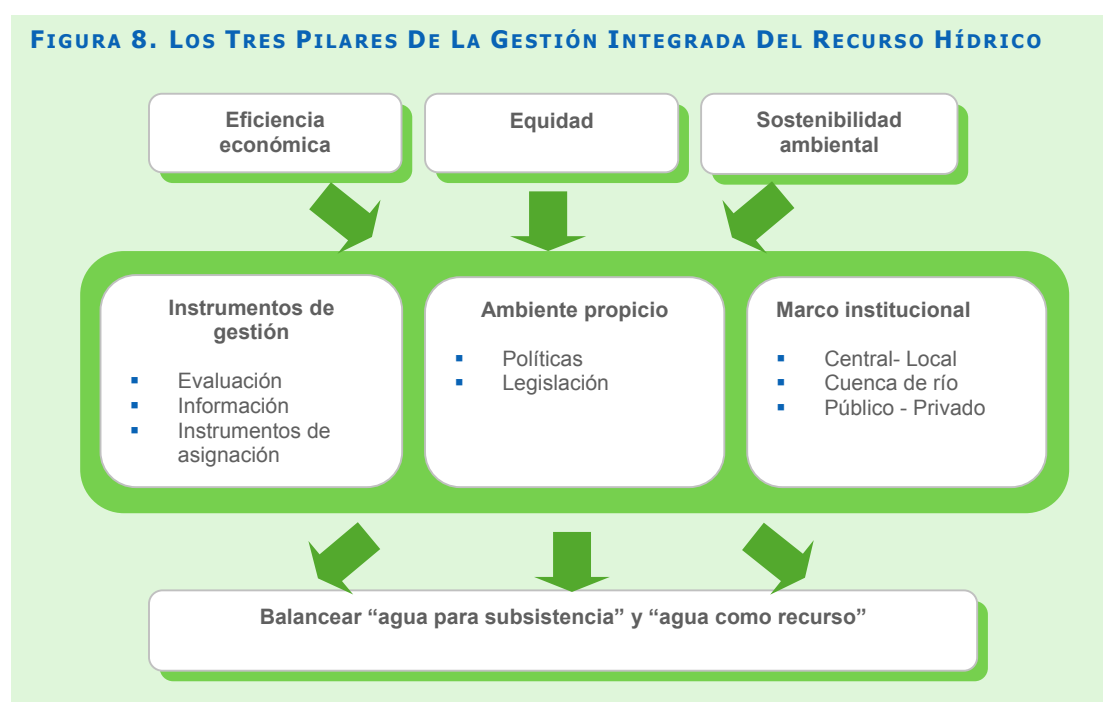 FIGURA 8. LOS TRES PILARES DE LA GESTIÓN INTEGRADA DEL RECURSO HÍDRICO
Eficiencia
económica
Equidad
Sostenibilidad
ambiental
Instrumentos de
gestión
▪ Evaluación
▪ Información
▪ Instrumentos de
asignación
Ambiente propicio
▪ Políticas
▪ Legislación
Marco institucional
▪ Central- Local
▪ Cuenca de río
▪ Público - Privado
Balancear “agua para subsistencia” y “agua como recurso”